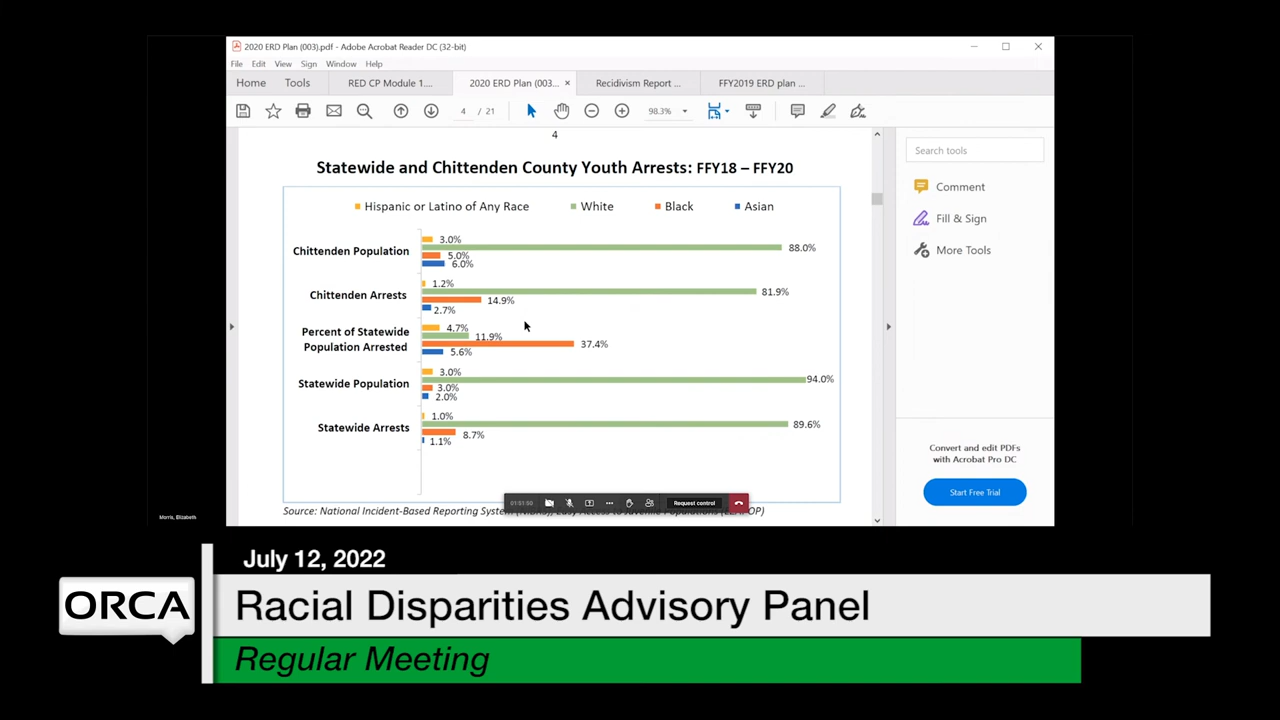 2020 ERD Plan (003).pdf - Adobe Acrobat Reader DC (32-bit)
File Edit View Sign Window Help
Home Tools RED CP Module 1.... 2020 ERD Plan (003... × Recidivism Report ... FFY2019 ERD plan ...
4 / 21 98.3%
4
Search tools
Comment
Fill & Sign
More Tools
Convert and edit PDFs
with Acrobat Pro DC
Start Free Trial
Statewide and Chittenden County Youth Arrests: FFY18 – FFY20
Hispanic or Latino of Any Race White Black Asian
Chittenden Population
3.0%
88.0%
5.0%
6.0%
Chittenden Arrests
1.2%
81.9%
14.9%
2.7%
Percent of Statewide
Population Arrested
4.7%
11.9%
37.4%
5.6%
Statewide Population
3.0%
94.0%
3.0%
2.0%
Statewide Arrests
1.0%
89.6%
8.7%
1.1%
01:51:50 Request control
Source: National Incident-Based Reporting System
Morris, Elizabeth
July 12, 2022
ORCA
Racial Disparities Advisory Panel
Regular Meeting